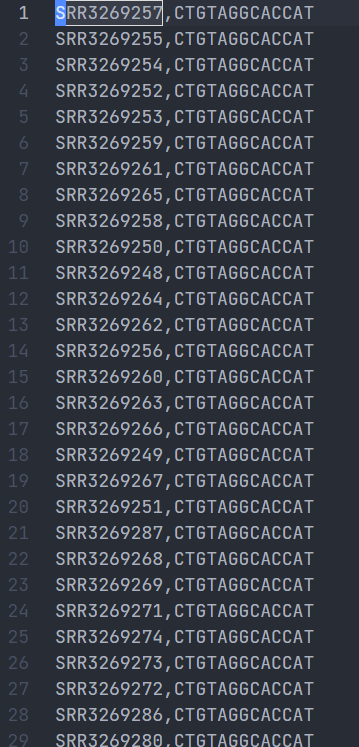 1 SRR3269257,CTGTAGGCACCAT
2 SRR3269255,CTGTAGGCACCAT
3 SRR3269254,CTGTAGGCACCAT
4 SRR3269252,CTGTAGGCACCAT
5 SRR3269253,CTGTAGGCACCAT
6 SRR3269259,CTGTAGGCACCAT
7 SRR3269261,CTGTAGGCACCAT
8 SRR3269265,CTGTAGGCACCAT
9 SRR3269258,CTGTAGGCACCAT
10 SRR3269250,CTGTAGGCACCAT
11 SRR3269248,CTGTAGGCACCAT
12 SRR3269264,CTGTAGGCACCAT
13 SRR3269262,CTGTAGGCACCAT
14 SRR3269256,CTGTAGGCACCAT
15 SRR3269260,CTGTAGGCACCAT
16 SRR3269263,CTGTAGGCACCAT
17 SRR3269266,CTGTAGGCACCAT
18 SRR3269249,CTGTAGGCACCAT
19 SRR3269267,CTGTAGGCACCAT
20 SRR3269251,CTGTAGGCACCAT
21 SRR3269287,CTGTAGGCACCAT
22 SRR3269268,CTGTAGGCACCAT
23 SRR3269269,CTGTAGGCACCAT
24 SRR3269271,CTGTAGGCACCAT
25 SRR3269274,CTGTAGGCACCAT
26 SRR3269273,CTGTAGGCACCAT
27 SRR3269272,CTGTAGGCACCAT
28 SRR3269286,CTGTAGGCACCAT
29 SRR3269280,CTGTAGGCACCAT